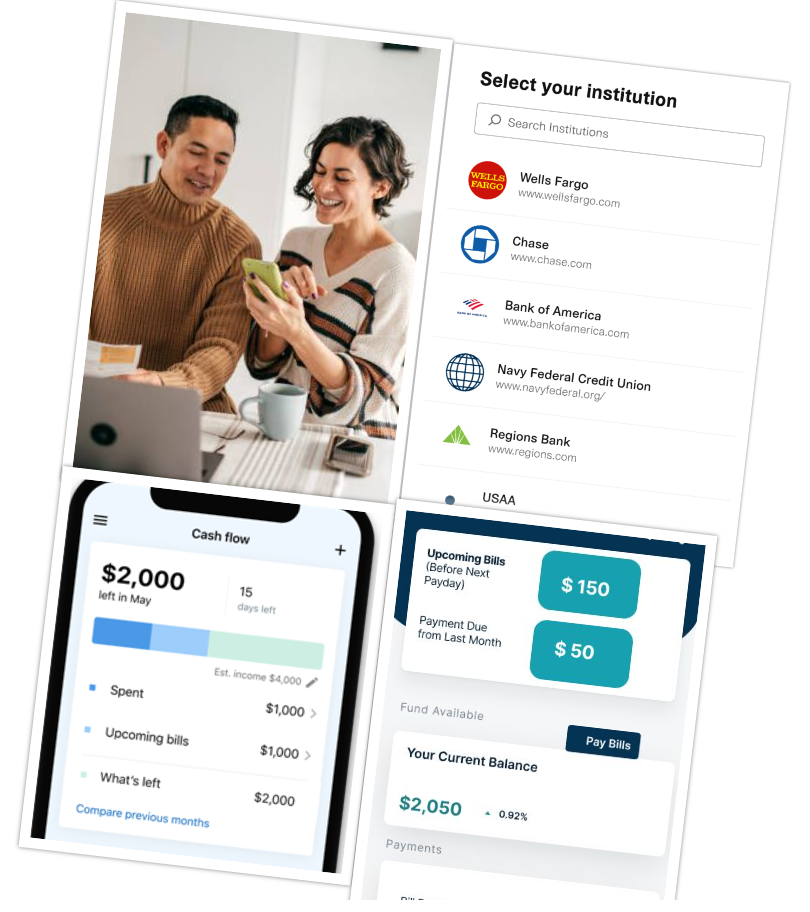 Select your institution
Search Institutions
WELLS
FARGO
Wells Fargo
www.wellsfargo.com
Chase
www.chase.com
BANK OF AMERICA
Bank of America
www.bankofamerica.com
Navy Federal Credit Union
www.navyfederal.org/
Regions Bank
www.regions.com
USAA
Cash flow
+
$2,000
left in May
15
days left
Est. income $4,000
Spent
$1,000
Upcoming bills
$1,000
What's left
$2,000
Compare previous months
Upcoming Bills
(Before Next
Payday)
$ 150
Payment Due
from Last Month
$ 50
Fund Available
Pay Bills
Your Current Balance
$2,050
0.92%
Payments